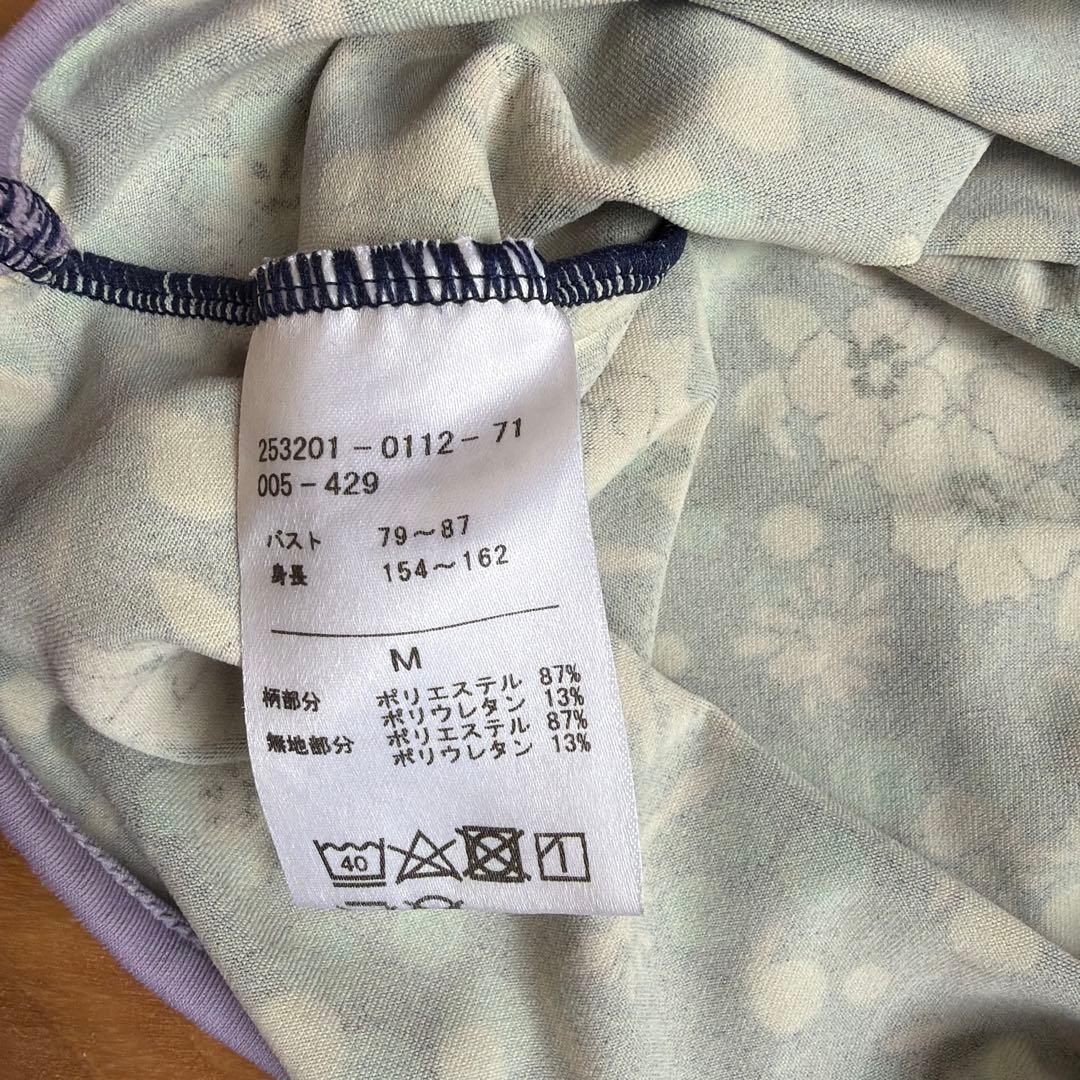 253201-0112-71
005-429
バスト 79～87
身長 154～162
M
柄部分 ポリエステル 87%
ポリウレタン 13%
無地部分 ポリエステル 87%
ポリウレタン 13%
40 1